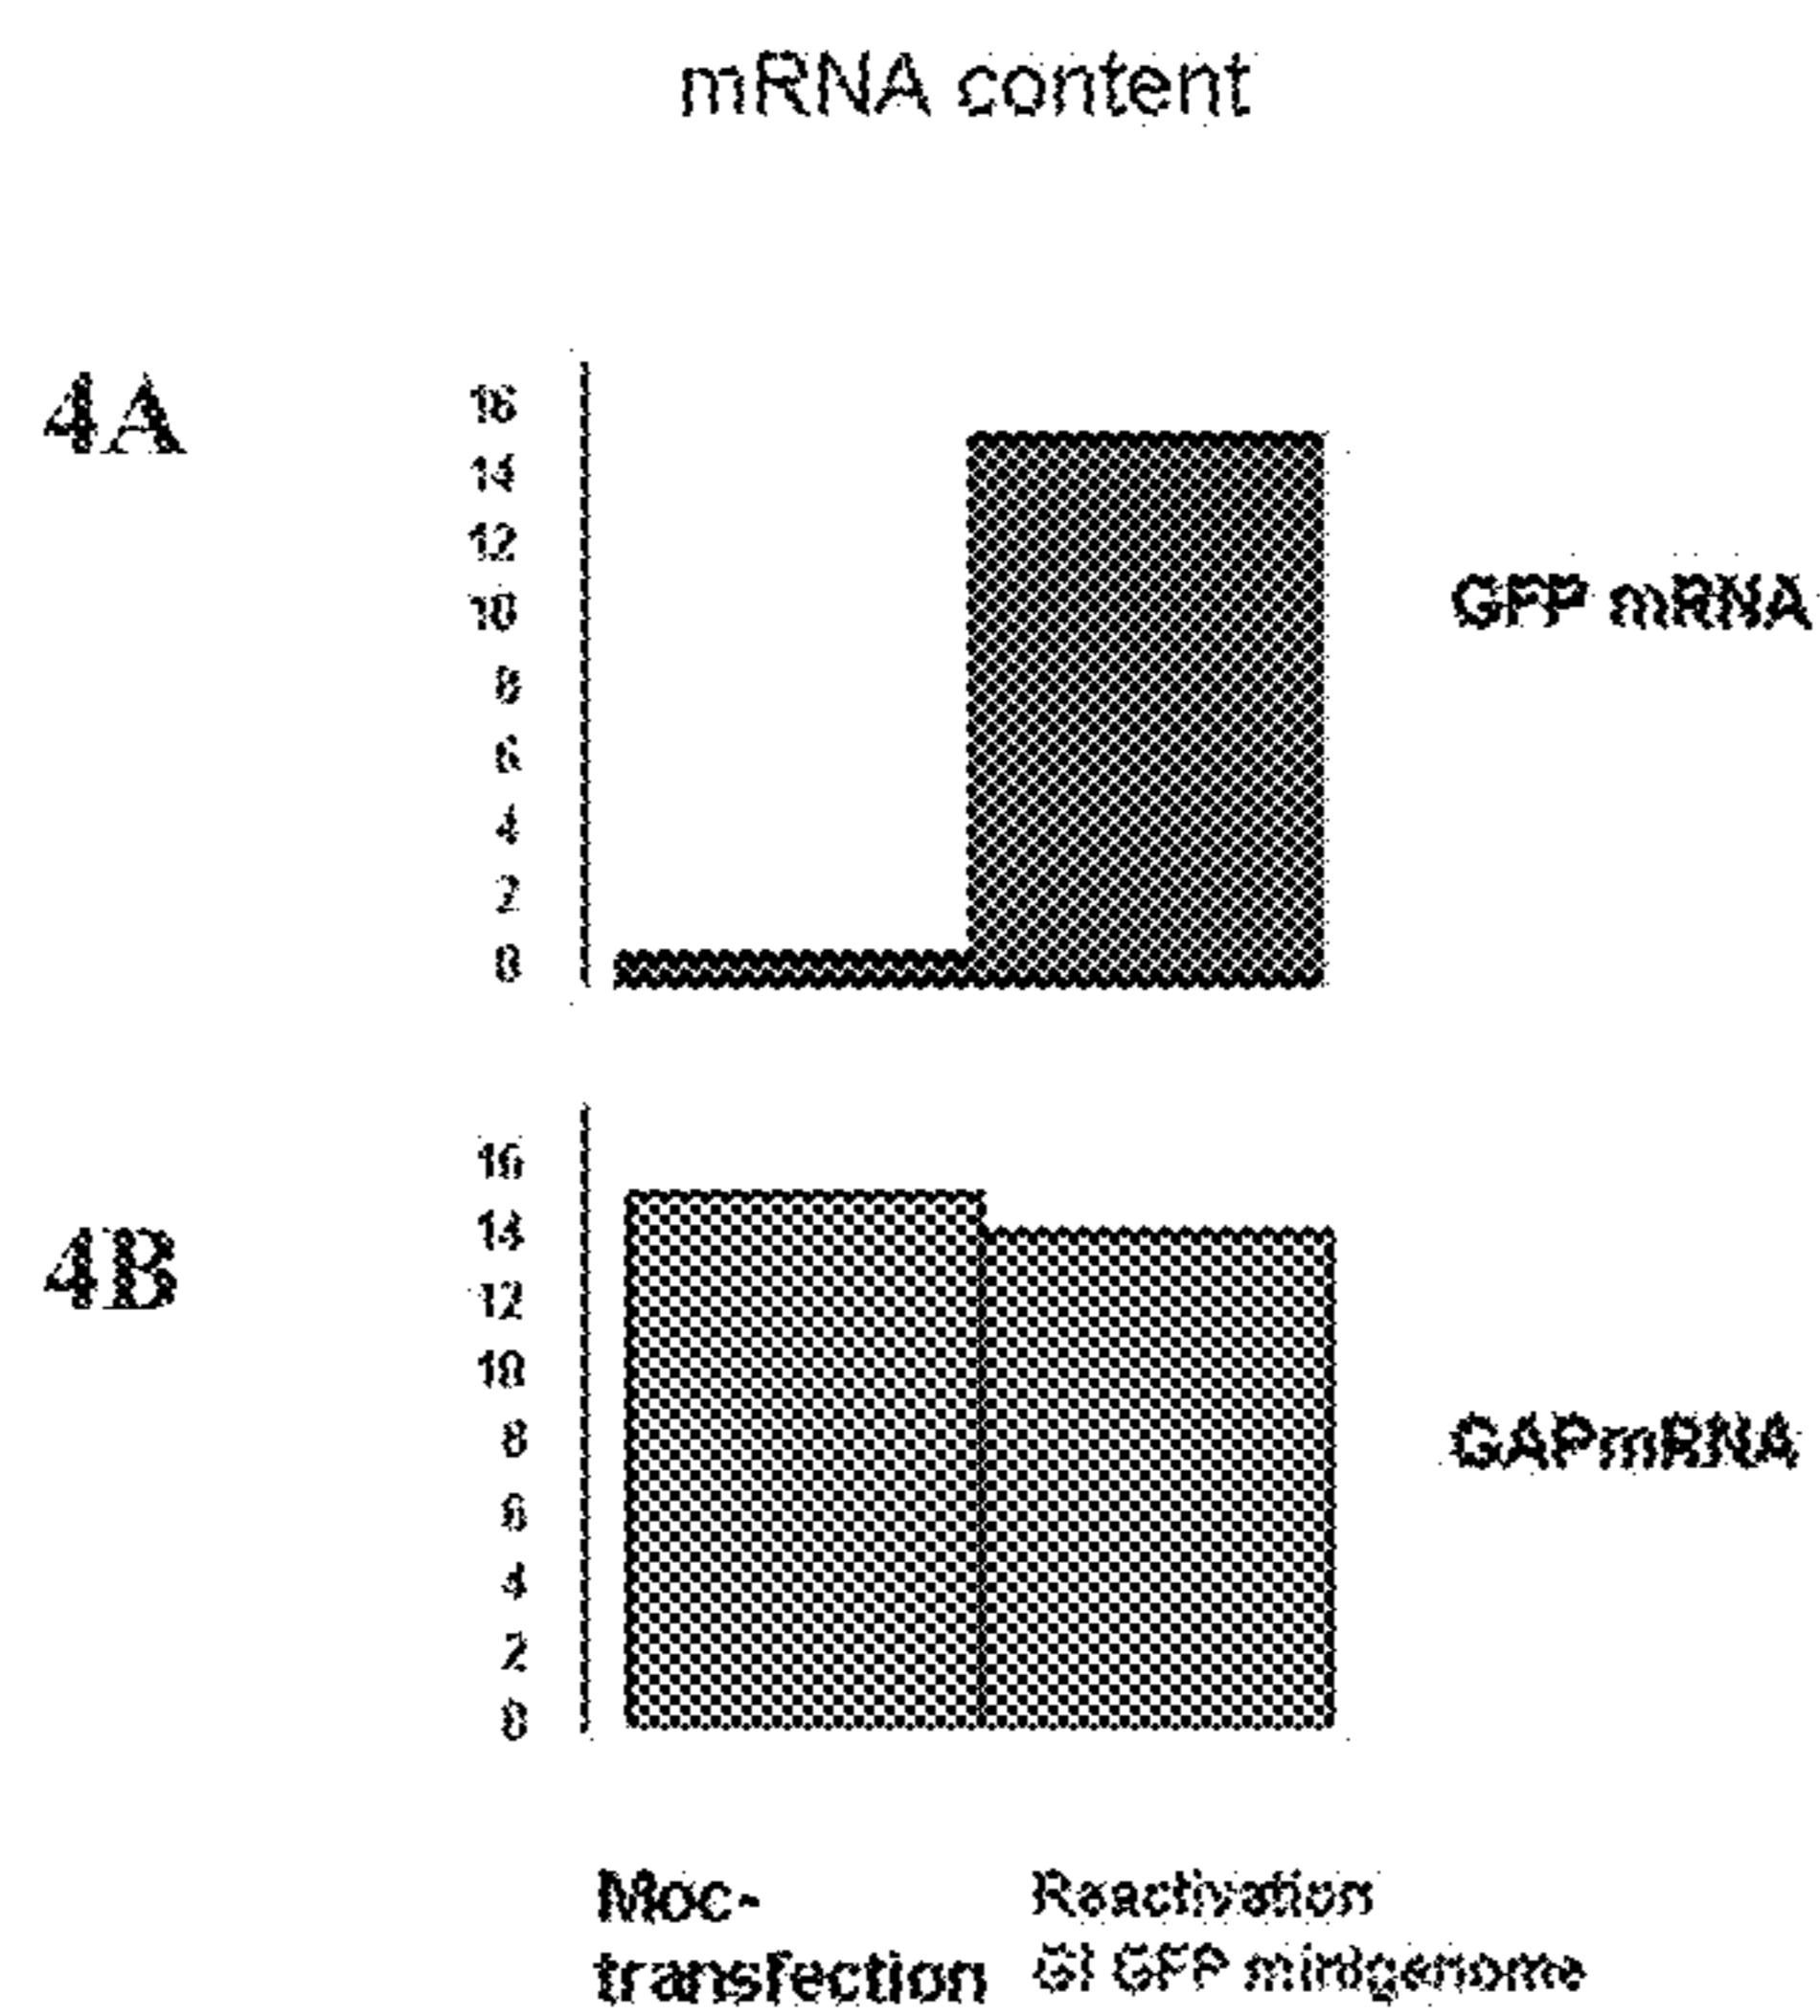 mRNA content
4A
16
14
12
10
8
6
4
2
0
GFP mRNA
4B
16
14
12
10
8
6
4
2
0
GAPmRNA
Moc-
transfection
Reactivation
GI GFP minigenome